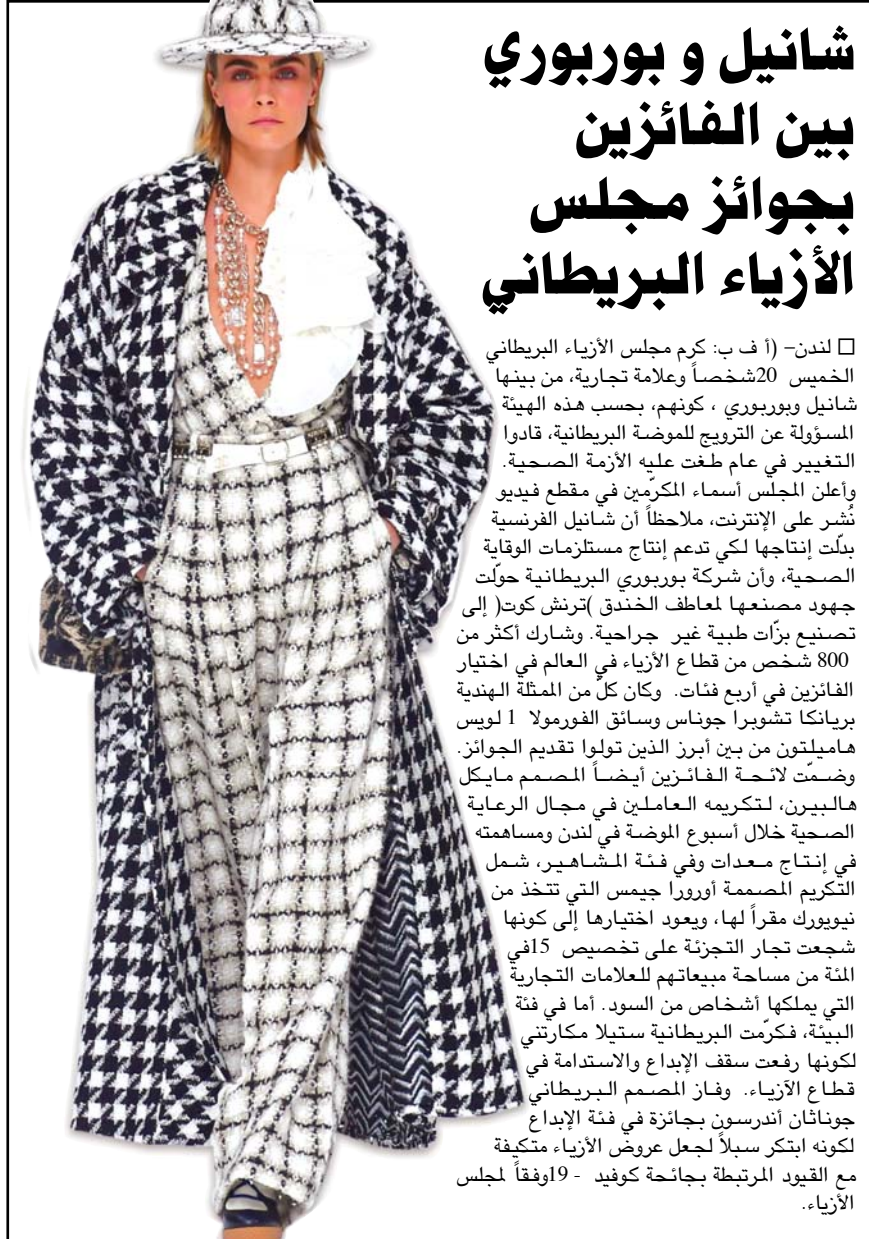 شانيل و بوربوري
بين الفائزين
بجوائز مجلس
الأزياء البريطاني
□ لندن– (أ ف ب: كرم مجلس الأزياء البريطاني
الخميس 20شخصاً وعلامة تجارية، من بينها
شانيل وبوربوري ، كونهم، بحسب هذه الهيئة
المسؤولة عن الترويج للموضة البريطانية، قادوا
التغيير في عام طغت عليه الأزمة الصحية.
وأعلن المجلس أسماء المكرّمين في مقطع فيديو
نُشر على الإنترنت، ملاحظاً أن شانيل الفرنسية
بدّلت إنتاجها لكي تدعم إنتاج مستلزمات الوقاية
الصحية، وأن شركة بوربوري البريطانية حوّلت
جهود مصنعها لمعاطف الخندق )ترنش كوت( إلى
تصنيع بزّات طبية غير جراحية. وشارك أكثر من
800 شخص من قطاع الأزياء في العالم في اختيار
الفائزين في أربع فئات. وكان كلّ من الممثلة الهندية
بريانكا تشوبرا جوناس وسائق الفورمولا 1 لويس
هاميلتون من بين أبرز الذين تولوا تقديم الجوائز.
وضمّت لائحة الفائزين أيضاً المصمم مايكل
هالبيرن، لتكريمه العاملين في مجال الرعاية
الصحية خلال أسبوع الموضة في لندن ومساهمته
في إنتاج معدات وفي فئة المشاهير، شمل
التكريم المصممة أورورا جيمس التي تتخذ من
نيويورك مقراً لها، ويعود اختيارها إلى كونها
شجعت تجار التجزئة على تخصيص 15في
المئة من مساحة مبيعاتهم للعلامات التجارية
التي يملكها أشخاص من السود. أما في فئة
البيئة، فكرّمت البريطانية ستيلا مكارتني
لكونها رفعت سقف الإبداع والاستدامة في
قطاع الآزياء. وفاز المصمم البريطاني
جوناثان أندرسون بجائزة في فئة الإبداع
لكونه ابتكر سبلاً لجعل عروض الأزياء متكيفة
مع القيود المرتبطة بجائحة كوفيد - 19وفقاً لمجلس
الأزياء.